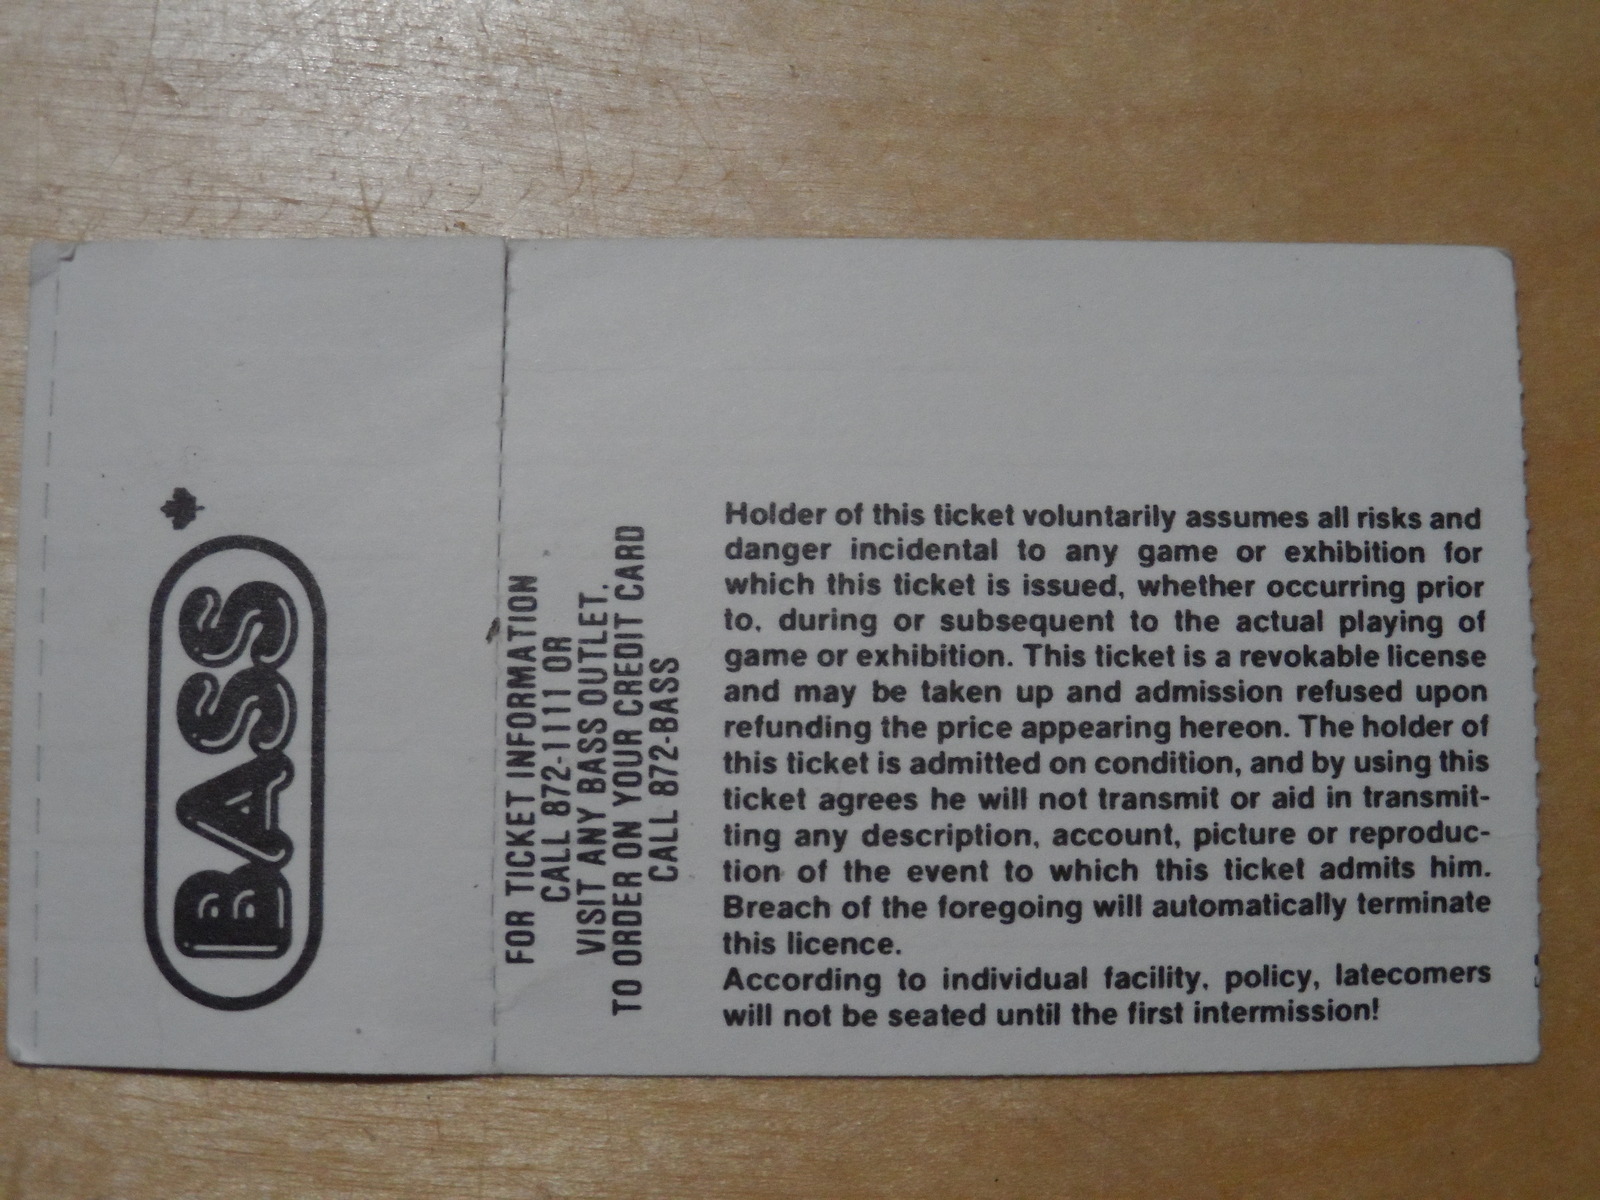 BASS
FOR TICKET INFORMATION
CALL 872-1111 OR
VISIT ANY BASS OUTLET.
TO ORDER ON YOUR CREDIT CARD
CALL 872-BASS
Holder of this ticket voluntarily assumes all risks and
danger incidental to any game or exhibition for
which this ticket is issued, whether occurring prior
to, during or subsequent to the actual playing of
game or exhibition. This ticket is a revokable license
and may be taken up and admission refused upon
refunding the price appearing hereon. The holder of
this ticket is admitted on condition, and by using this
ticket agrees he will not transmit or aid in transmit-
ting any description, account, picture or reproduc-
tion of the event to which this ticket admits him.
Breach of the foregoing will automatically terminate
this licence.
According to individual facility, policy, latecomers
will not be seated until the first intermission!